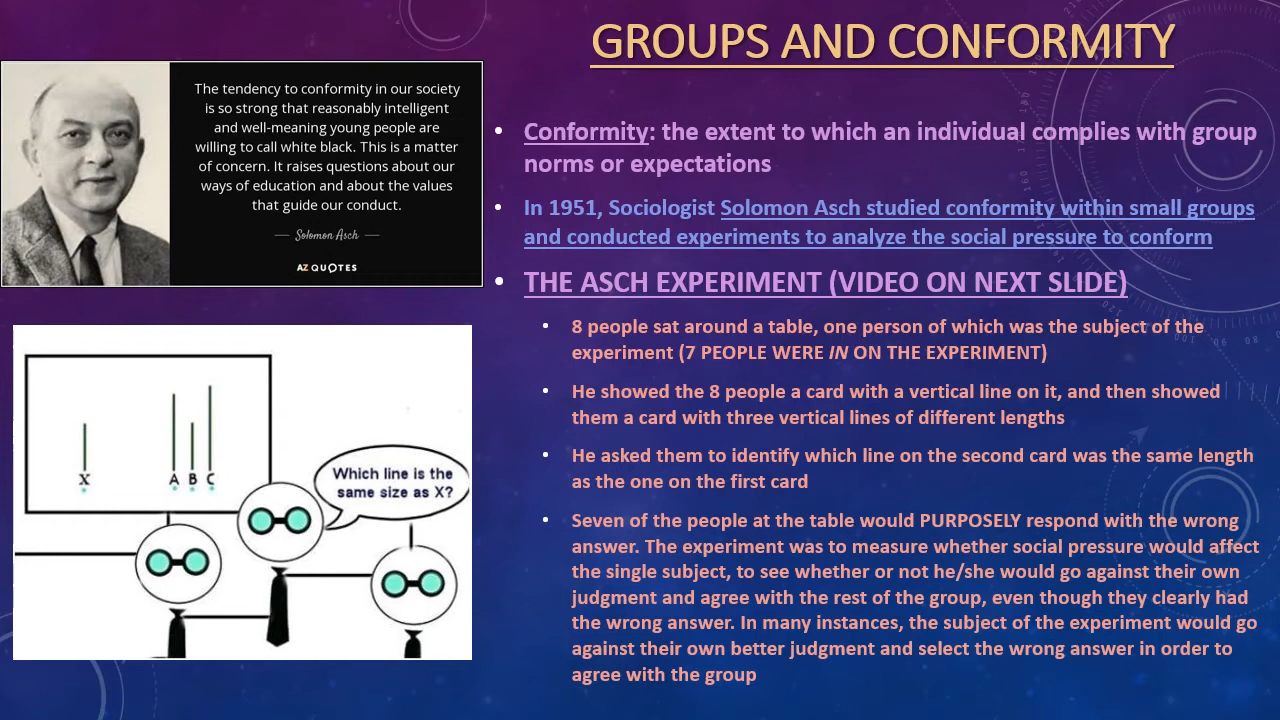 GROUPS AND CONFORMITY
The tendency to conformity in our society
is so strong that reasonably intelligent
and well-meaning young people are
willing to call white black. This is a matter
of concern. It raises questions about our
ways of education and about the values
that guide our conduct.
— Solomon Asch —
AZ QUOTES
X A B C
Which line is the
same size as X?
• Conformity: the extent to which an individual complies with group
norms or expectations
• In 1951, Sociologist Solomon Asch studied conformity within small groups
and conducted experiments to analyze the social pressure to conform
• THE ASCH EXPERIMENT (VIDEO ON NEXT SLIDE)
• 8 people sat around a table, one person of which was the subject of the
experiment (7 PEOPLE WERE IN ON THE EXPERIMENT)
• He showed the 8 people a card with a vertical line on it, and then showed
them a card with three vertical lines of different lengths
• He asked them to identify which line on the second card was the same length
as the one on the first card
• Seven of the people at the table would PURPOSELY respond with the wrong
answer. The experiment was to measure whether social pressure would affect
the single subject, to see whether or not he/she would go against their own
judgment and agree with the rest of the group, even though they clearly had
the wrong answer. In many instances, the subject of the experiment would go
against their own better judgment and select the wrong answer in order to
agree with the group